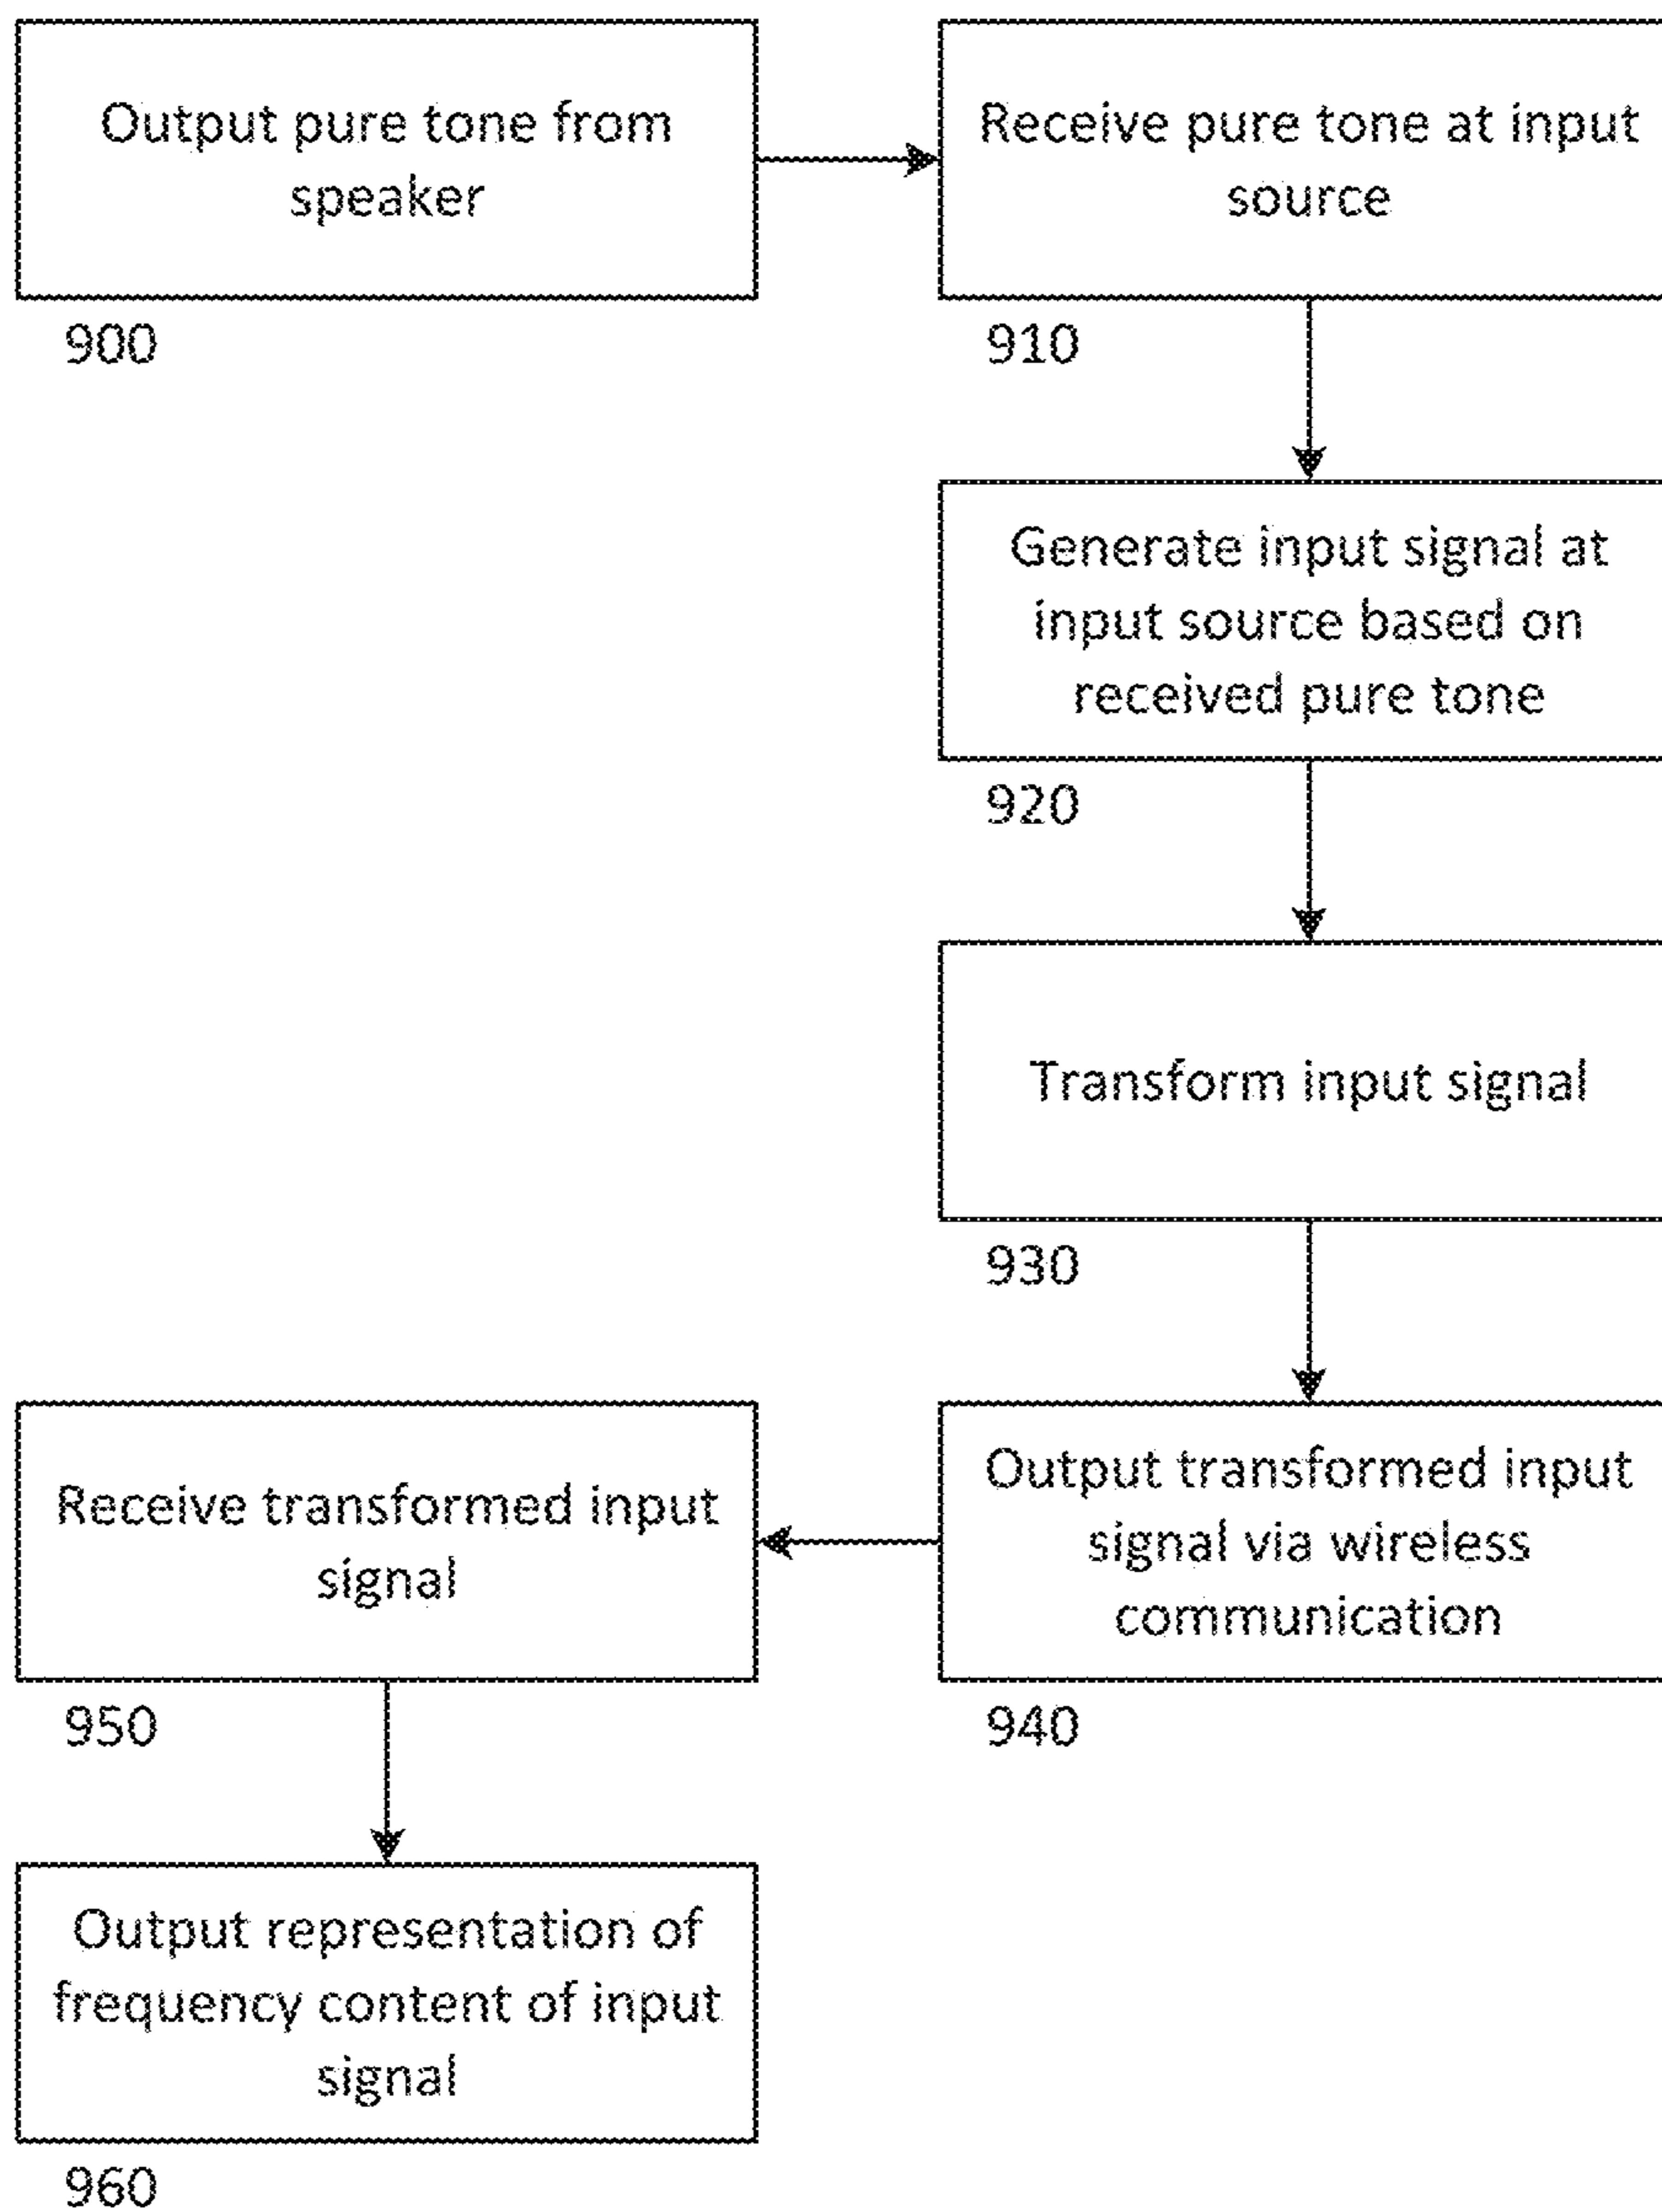 Output pure tone from
speaker
900
Receive pure tone at input
source
910
Generate input signal at
input source based on
received pure tone
920
Transform input signal
930
Output transformed input
signal via wireless
communication
940
Receive transformed input
signal
950
Output representation of
frequency content of input
signal
960